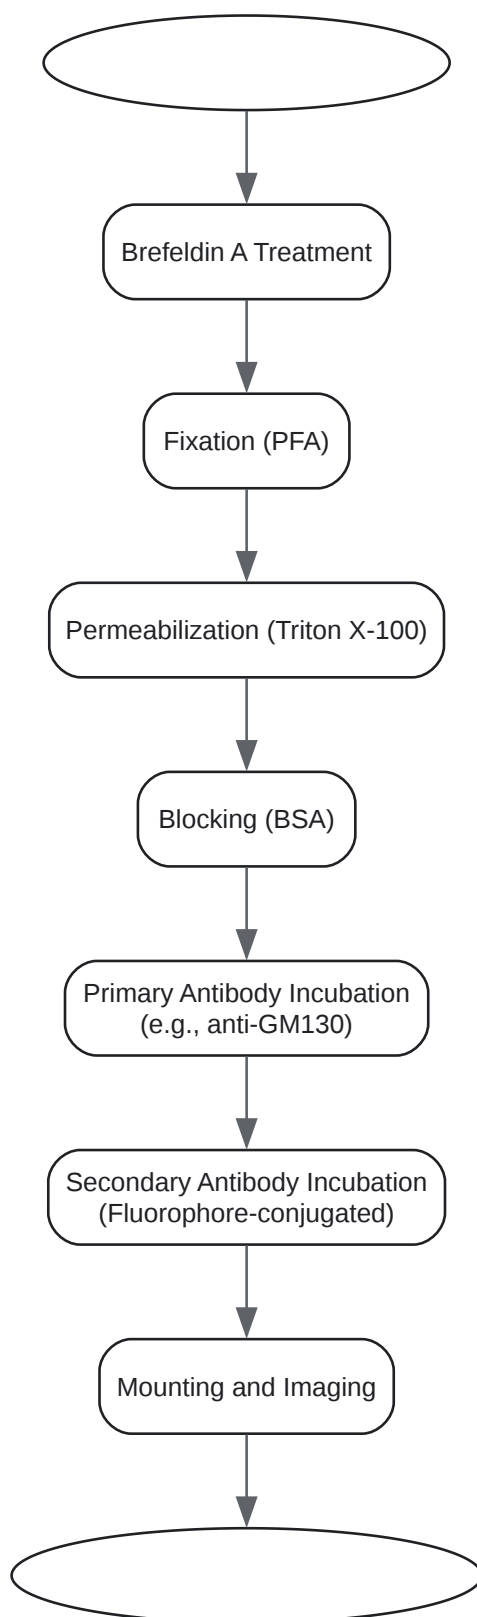 Brefeldin A Treatment
Fixation (PFA)
Permeabilization (Triton X-100)
Blocking (BSA)
Primary Antibody Incubation
(e.g., anti-GM130)
Secondary Antibody Incubation
(Fluorophore-conjugated)
Mounting and Imaging